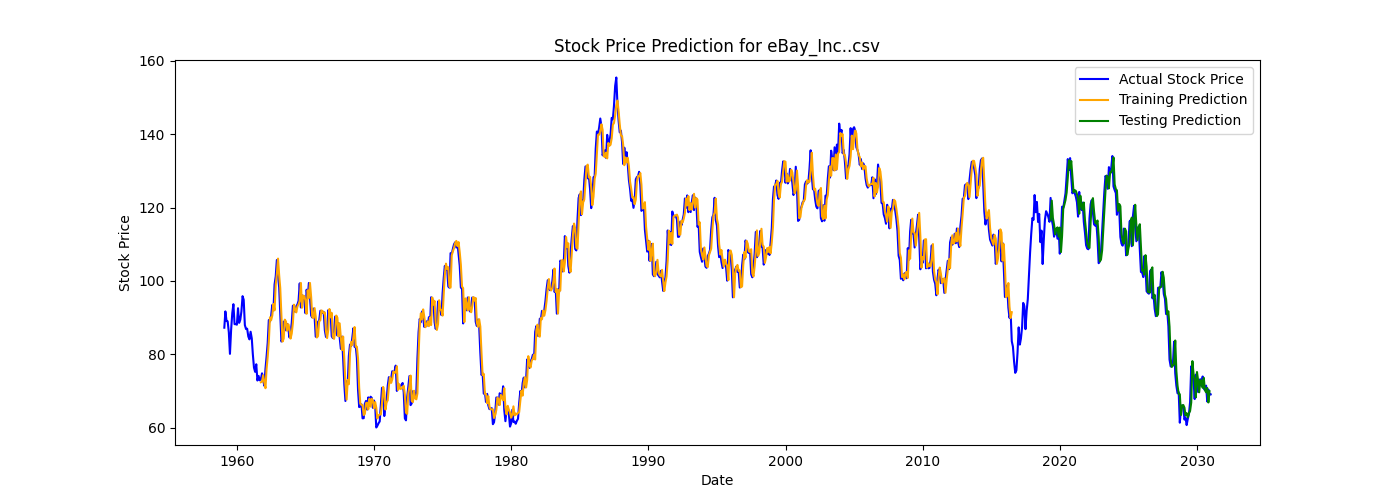 Stock Price Prediction for eBay_Inc..csv
160
140
120
100
80
60
Stock Price
Actual Stock Price
Training Prediction
Testing Prediction
1960 1970 1980 1990 2000 2010 2020 2030
Date